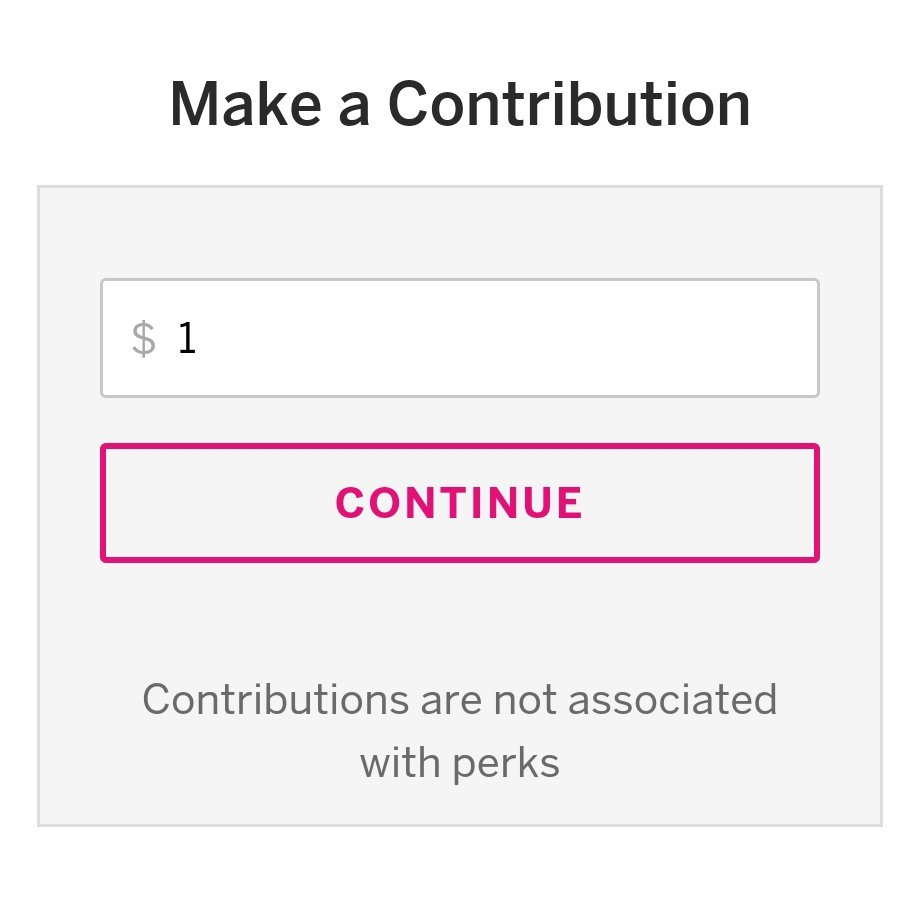 Make a Contribution
$ 1
CONTINUE
Contributions are not associated
with perks